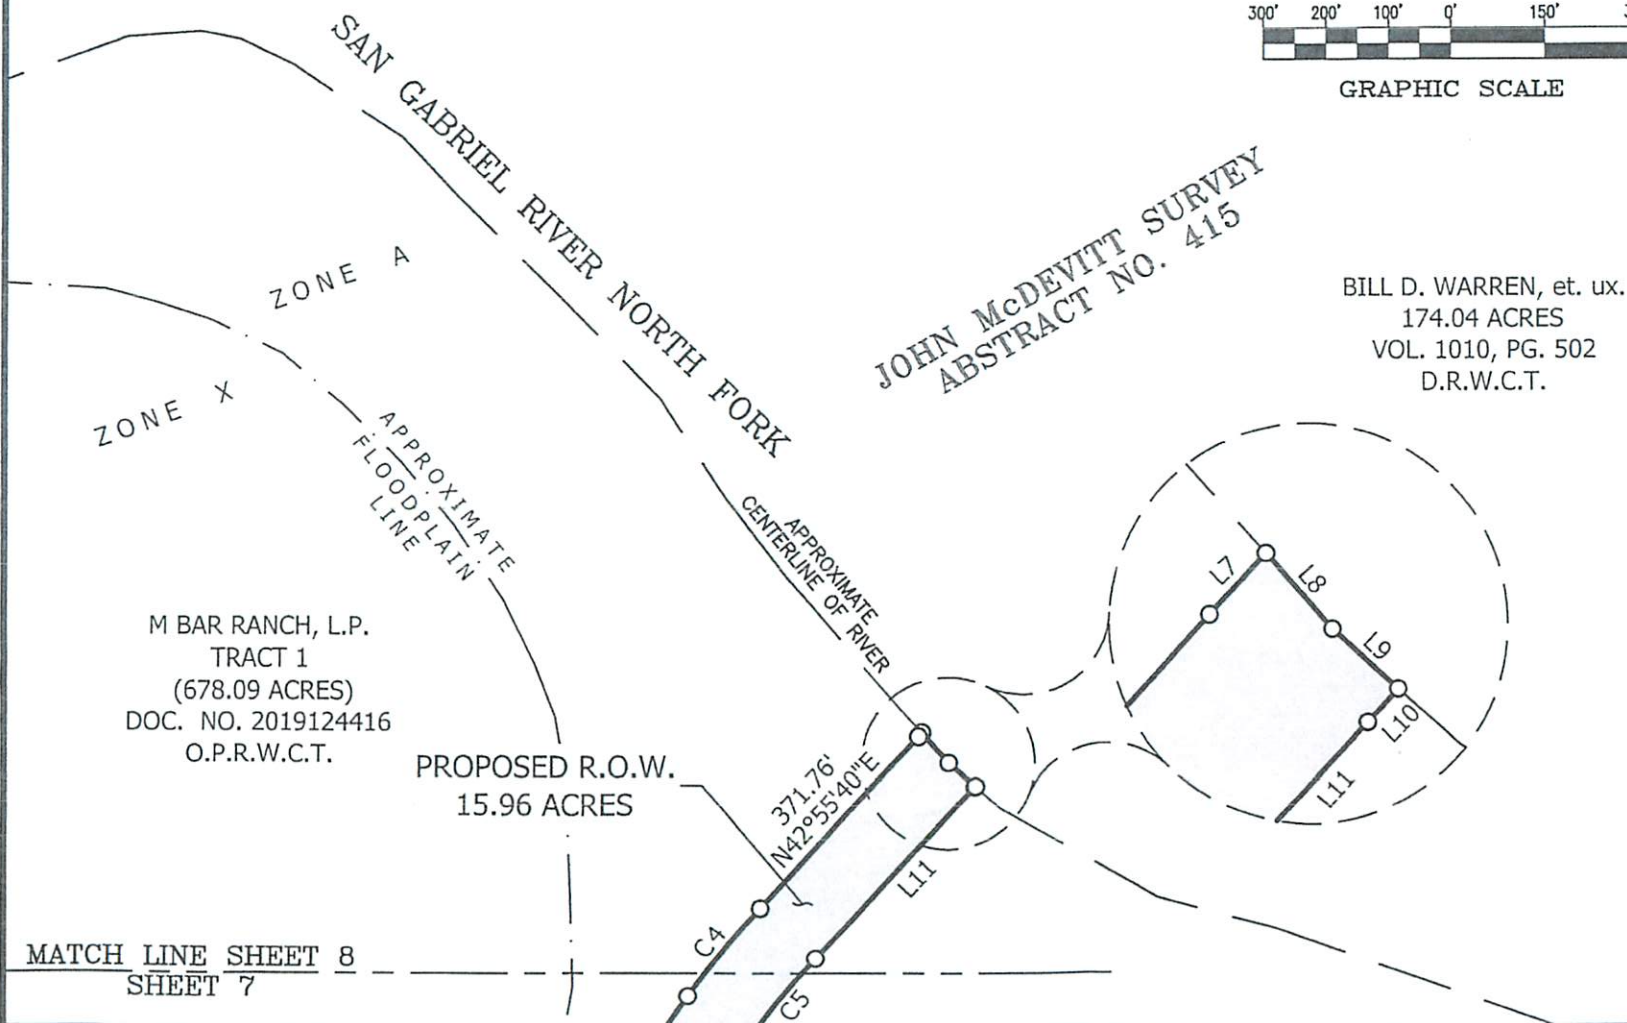 300' 200' 100' 0' 150'
GRAPHIC SCALE
SAN GABRIEL RIVER NORTH FORK
JOHN McDEVITT SURVEY
ABSTRACT NO. 415
BILL D. WARREN, et. ux.
174.04 ACRES
VOL. 1010, PG. 502
D.R.W.C.T.
ZONE A
ZONE X
APPROXIMATE
FLOODPLAIN
LINE
APPROXIMATE
CENTERLINE OF RIVER
L7
L8
L9
L10
L11
M BAR RANCH, L.P.
TRACT 1
(678.09 ACRES)
DOC. NO. 2019124416
O.P.R.W.C.T.
PROPOSED R.O.W.
15.96 ACRES
371.76'
N42°55'40"E
L11
C4
C5
MATCH LINE SHEET 8
SHEET 7